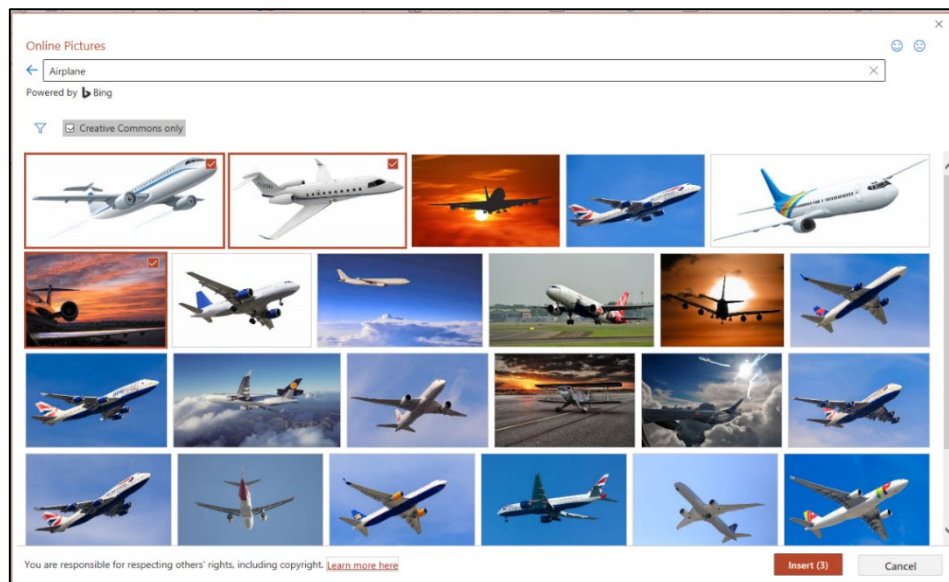 Online Pictures
Airplane
Powered by Bing
Creative Commons only
You are responsible for respecting others' rights, including copyright. Learn more here
Insert (3)
Cancel